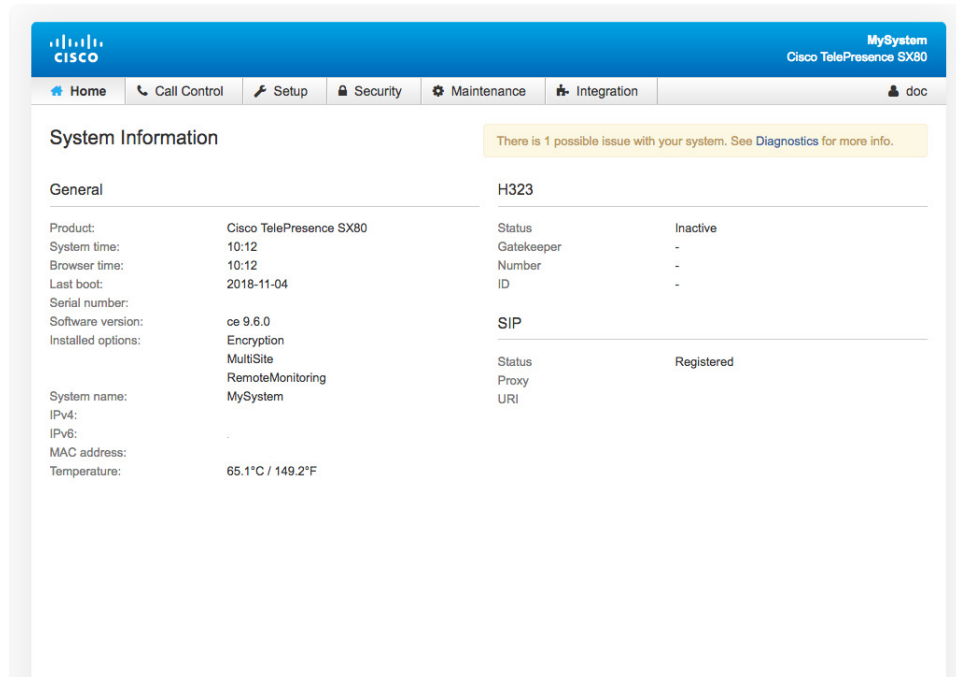 CISCO
MySystem
Cisco TelePresence SX80
Home Call Control Setup Security Maintenance Integration doc
System Information
There is 1 possible issue with your system. See Diagnostics for more info.
General
Product: Cisco TelePresence SX80
System time: 10:12
Browser time: 10:12
Last boot: 2018-11-04
Serial number:
Software version: ce 9.6.0
Installed options: Encryption
MultiSite
RemoteMonitoring
System name: MySystem
IPv4:
IPv6:
MAC address:
Temperature: 65.1°C / 149.2°F
H323
Status Inactive
Gatekeeper -
Number -
ID -
SIP
Status Registered
Proxy
URI